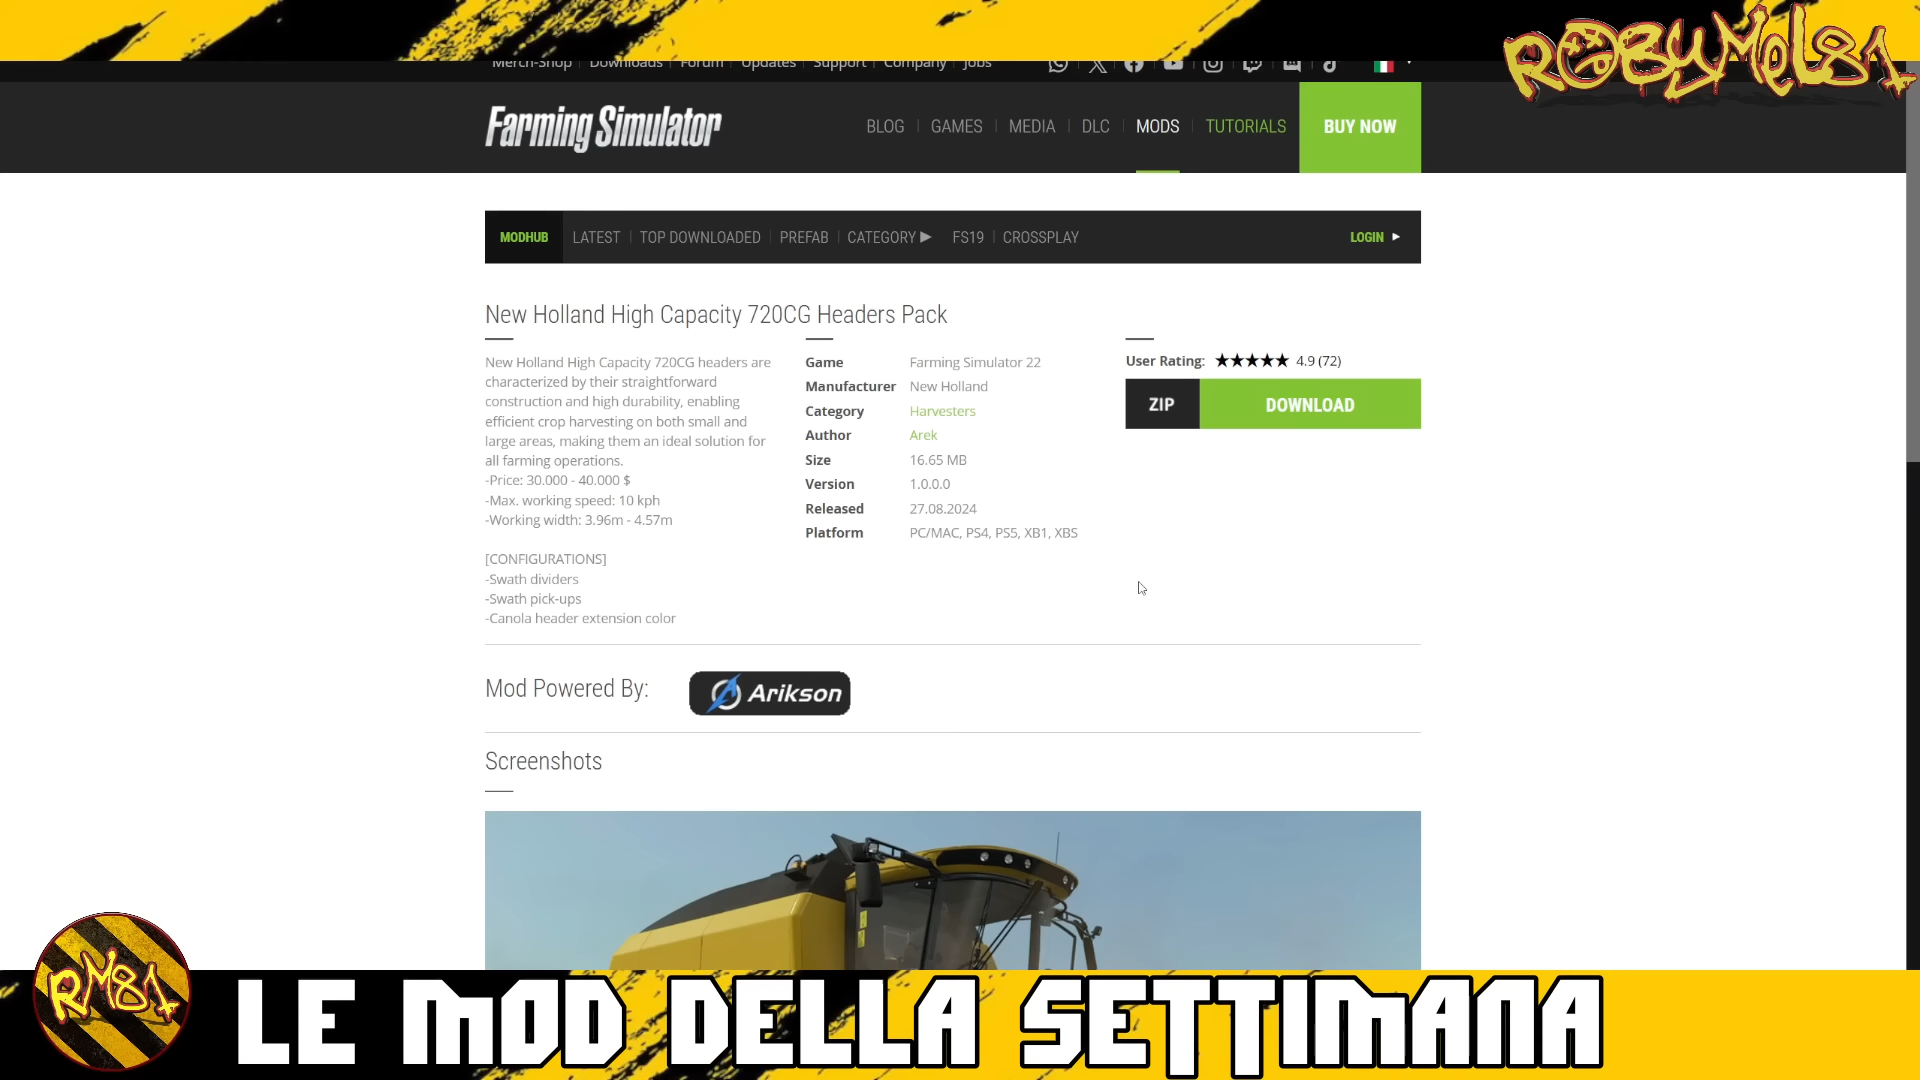 RobyMel81
Merch-Shop Downloads Forum Updates Support Company Jobs
Farming Simulator
BLOG GAMES MEDIA DLC MODS TUTORIALS BUY NOW
MODHUB LATEST TOP DOWNLOADED PREFAB CATEGORY FS19 CROSSPLAY LOGIN
New Holland High Capacity 720CG Headers Pack
New Holland High Capacity 720CG headers are
characterized by their straightforward
construction and high durability, enabling
efficient crop harvesting on both small and
large areas, making them an ideal solution for
all farming operations.
-Price: 30.000 - 40.000 $
-Max. working speed: 10 kph
-Working width: 3.96m - 4.57m
[CONFIGURATIONS]
-Swath dividers
-Swath pick-ups
-Canola header extension color
Game Farming Simulator 22
Manufacturer New Holland
Category Harvesters
Author Arek
Size 16.65 MB
Version 1.0.0.0
Released 27.08.2024
Platform PC/MAC, PS4, PS5, XB1, XBS
User Rating: 4.9 (72)
ZIP DOWNLOAD
Mod Powered By: Arikson
Screenshots
RM81
LE MOD DELLA SETTIMANA